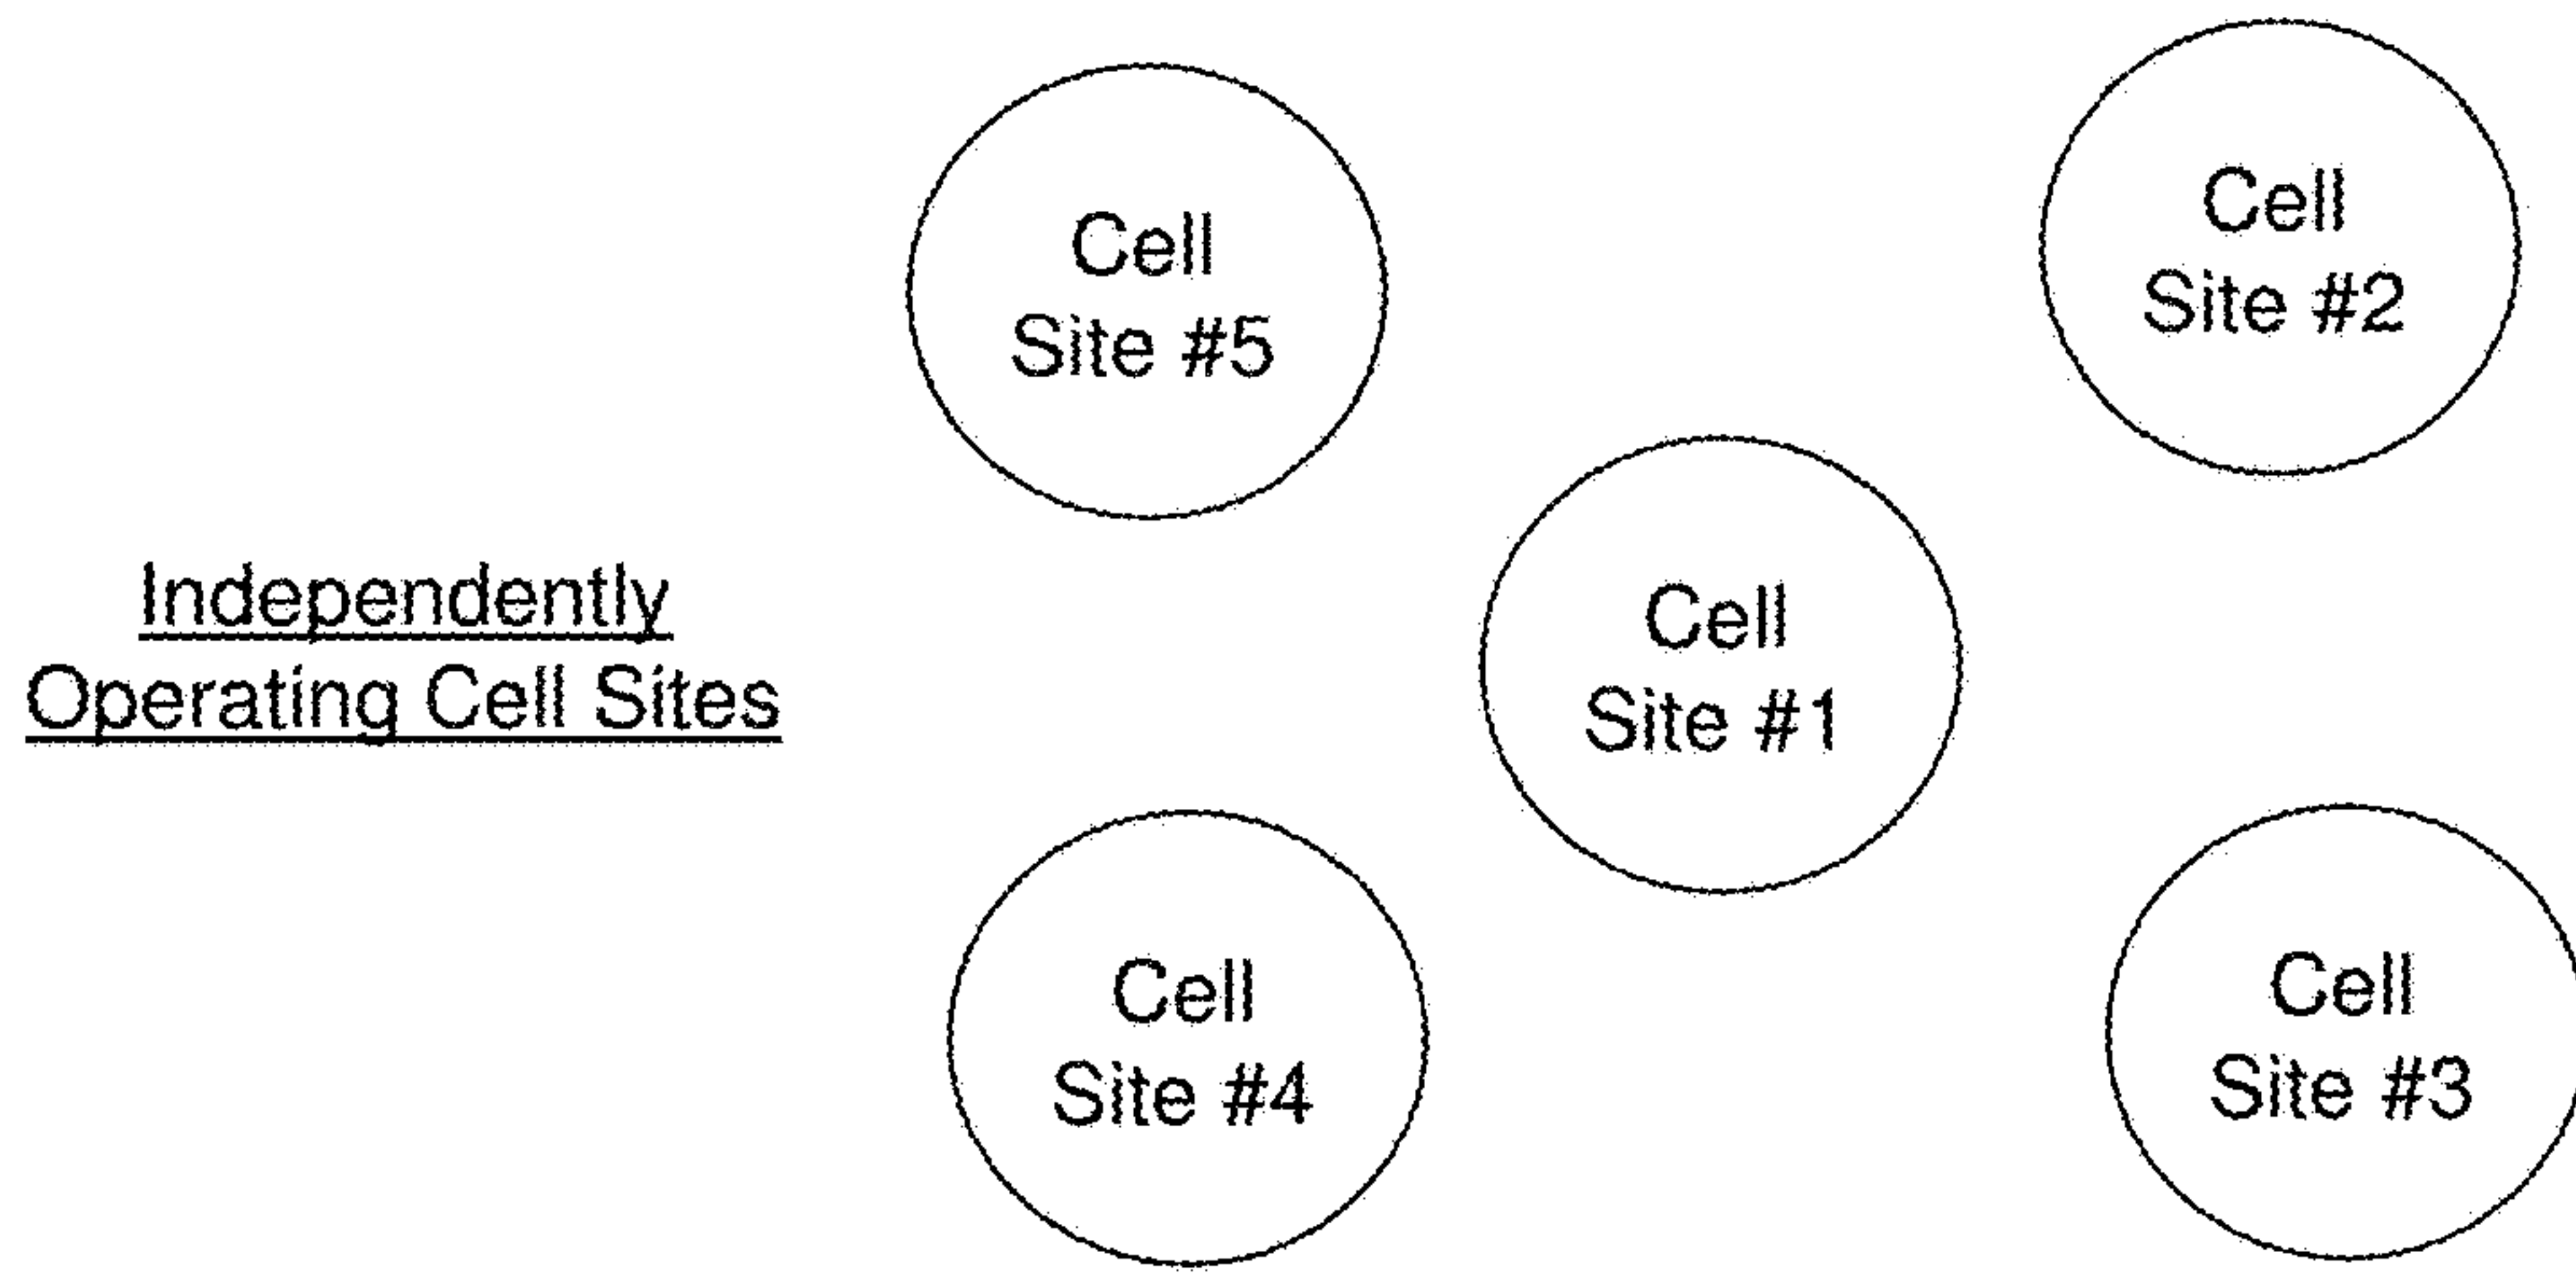 Independently
Operating Cell Sites
Cell
Site #5
Cell
Site #2
Cell
Site #1
Cell
Site #4
Cell
Site #3